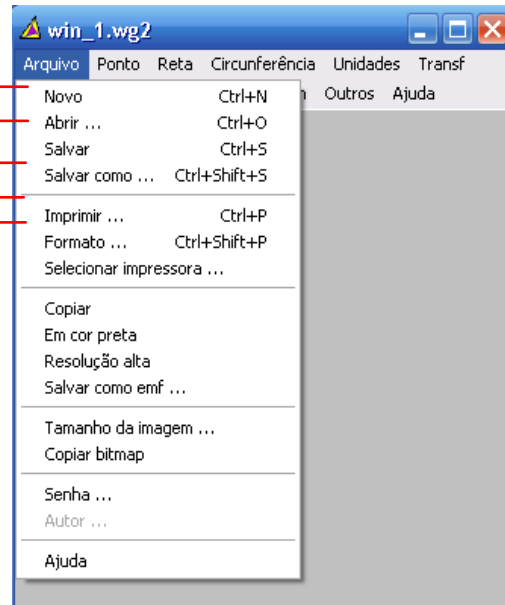 win_1.wg2
Arquivo Ponto Reta Circunferência Unidades Transf
Outros Ajuda
Novo Ctrl+N
Abrir ... Ctrl+O
Salvar Ctrl+S
Salvar como ... Ctrl+Shift+S
Imprimir ... Ctrl+P
Formato ... Ctrl+Shift+P
Selecionar impressora ...
Copiar
Em cor preta
Resolução alta
Salvar como emf ...
Tamanho da imagem ...
Copiar bitmap
Senha ...
Autor ...
Ajuda